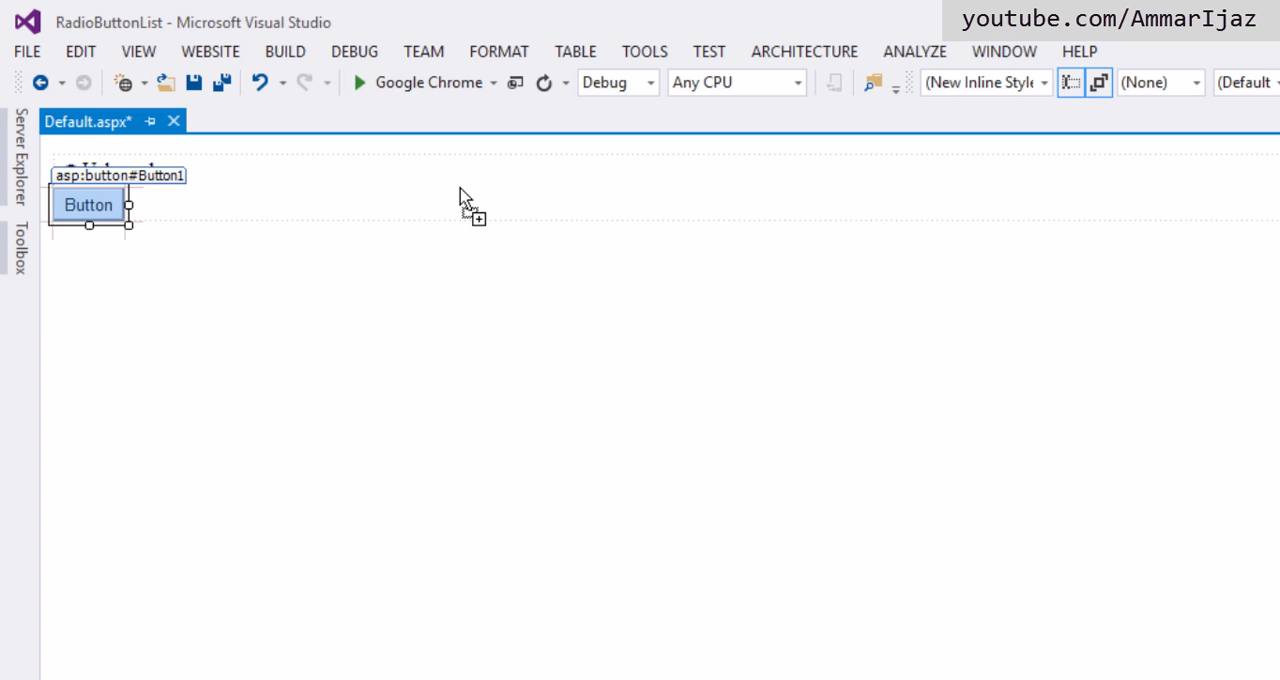 RadioButtonList - Microsoft Visual Studio
youtube.com/AmmarIjaz
FILE EDIT VIEW WEBSITE BUILD DEBUG TEAM FORMAT TABLE TOOLS TEST ARCHITECTURE ANALYZE WINDOW HELP
Google Chrome Debug Any CPU (New Inline Style (None) (Default
Server Explorer
Toolbox
Default.aspx*
asp:button#Button1
Button